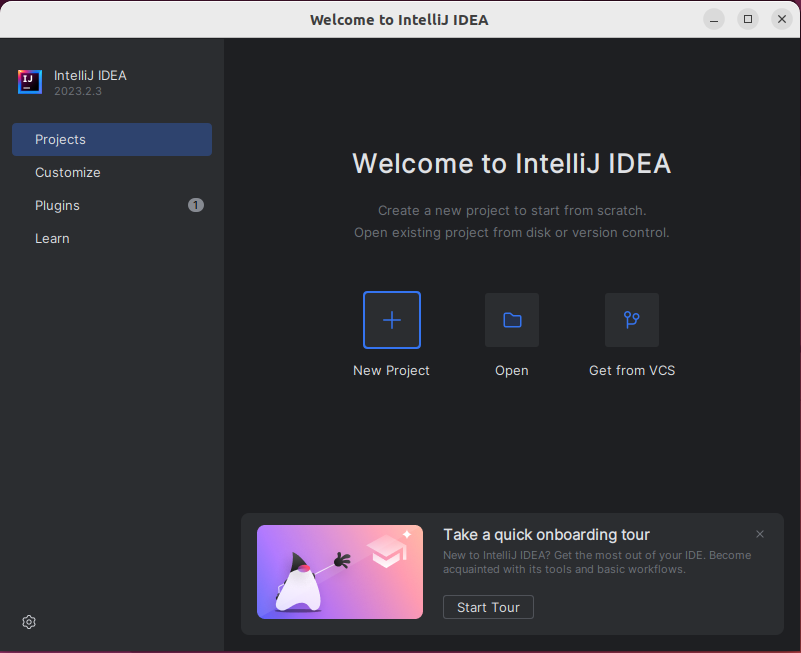 Welcome to IntelliJ IDEA
IJ
IntelliJ IDEA
2023.2.3
Projects
Customize
Plugins
1
Learn
Welcome to IntelliJ IDEA
Create a new project to start from scratch.
Open existing project from disk or version control.
New Project
Open
Get from VCS
Take a quick onboarding tour
New to IntelliJ IDEA? Get the most out of your IDE. Become
acquainted with its tools and basic workflows.
Start Tour